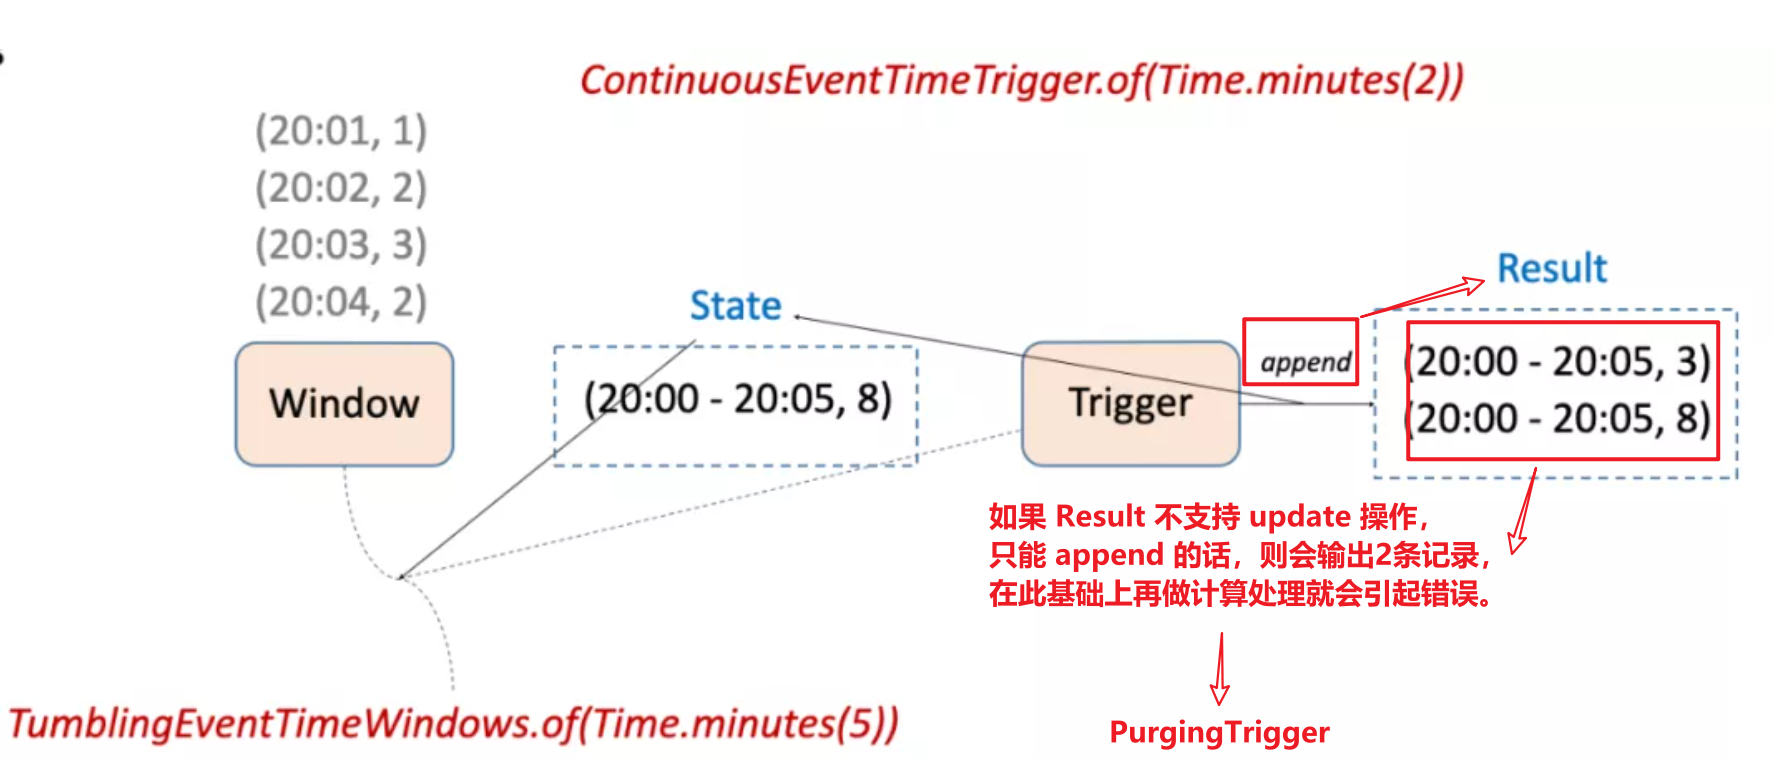 ContinuousEventTimeTrigger.of(Time.minutes(2))
(20:01, 1)
(20:02, 2)
(20:03, 3)
(20:04, 2)
Window
State
(20:00 - 20:05, 8)
Trigger
append
Result
(20:00 - 20:05, 3)
(20:00 - 20:05, 8)
如果 Result 不支持 update 操作，
只能 append 的话，则会输出2条记录，
在此基础上再做计算处理就会引起错误。
PurgingTrigger
TumblingEventTimeWindows.of(Time.minutes(5))